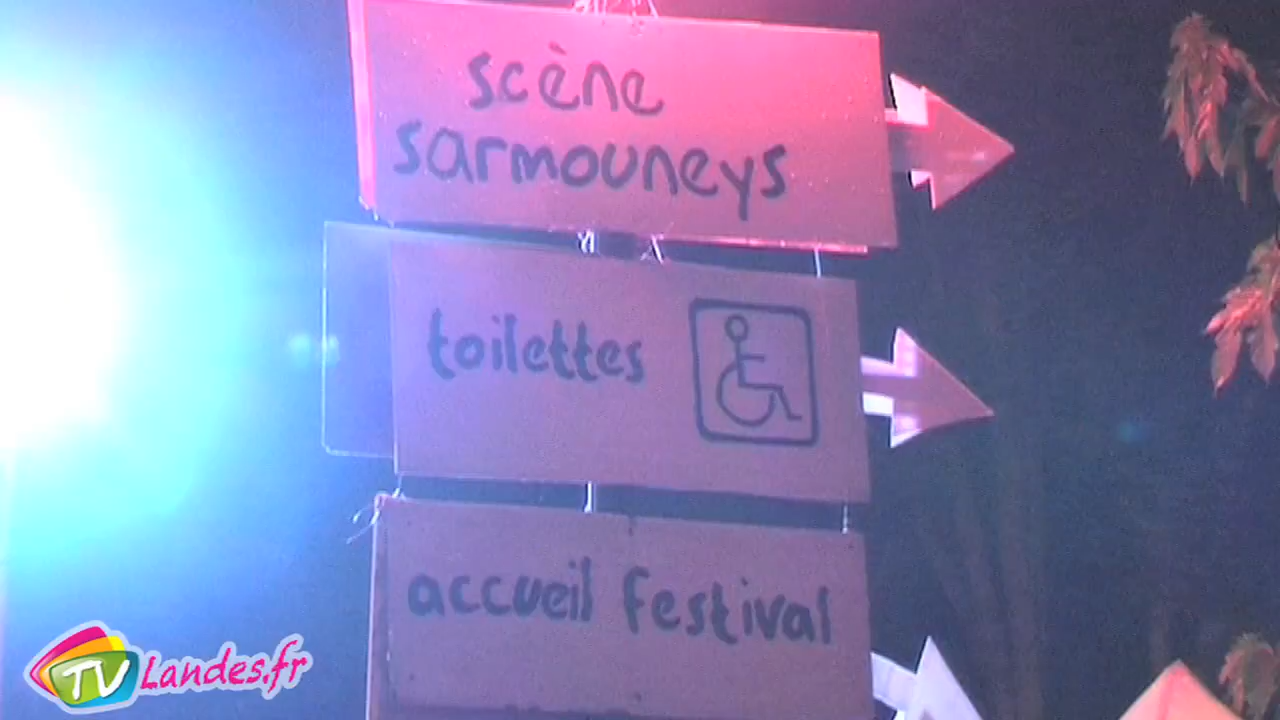 scène
sarmouneys
toilettes
accueil festival
TV Landes.fr